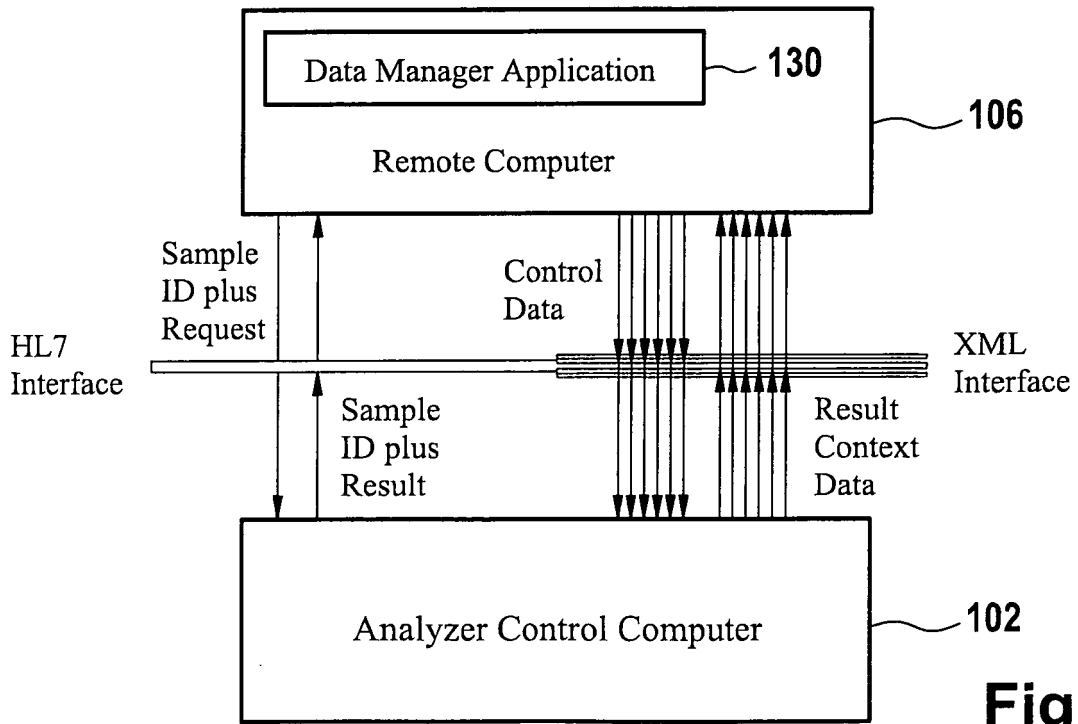 Data Manager Application
130
106
Remote Computer
Sample
ID plus
Request
Control
Data
HL7
Interface
XML
Interface
Sample
ID plus
Result
Result
Context
Data
Analyzer Control Computer
102
Fig